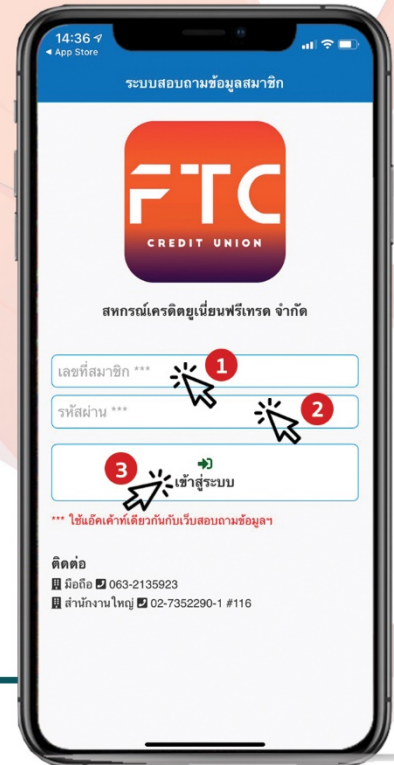 14:36
App Store
ระบบสอบถามข้อมูลสมาชิก
FTC
CREDIT UNION
สหกรณ์เครดิตยูเนี่ยนฟรีเทรด จำกัด
เลขที่สมาชิก ***
1
รหัสผ่าน ***
2
3
เข้าสู่ระบบ
*** ใช้แอ๊คเค้าท์เดียวกันกับเว็บสอบถามข้อมูลฯ
ติดต่อ
มือถือ 063-2135923
สำนักงานใหญ่ 02-7352290-1 #116